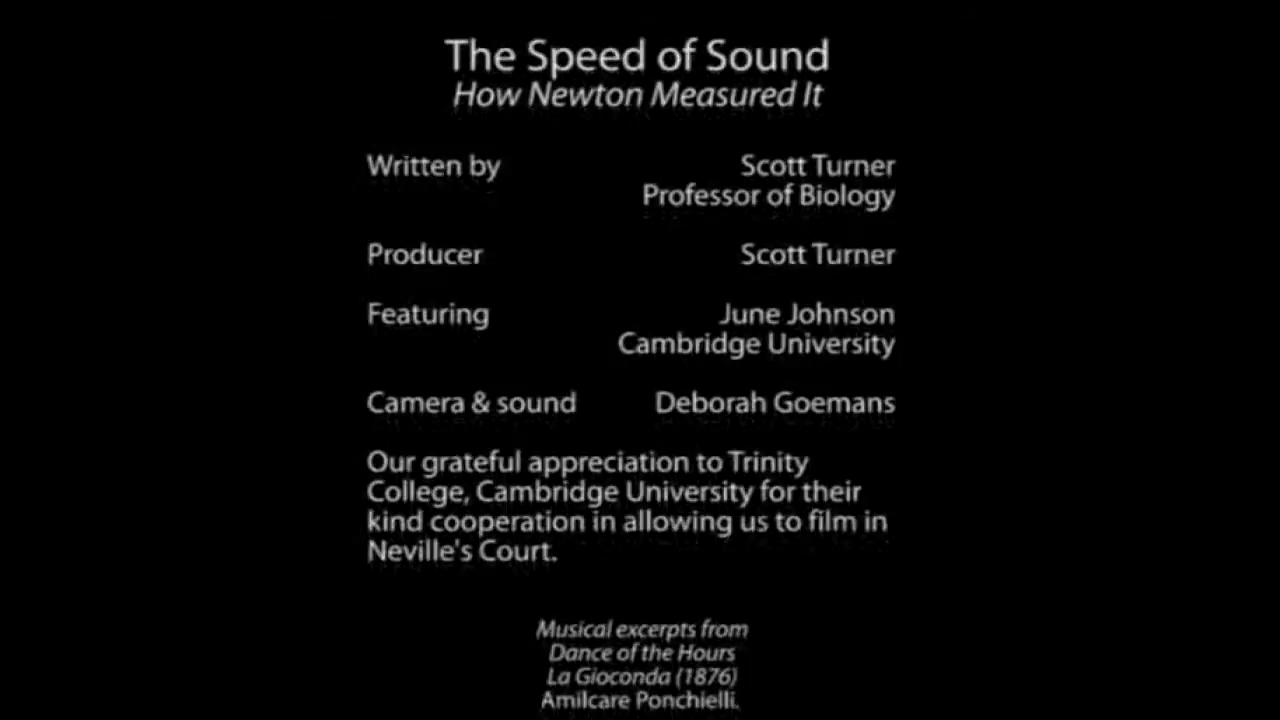 The Speed of Sound
How Newton Measured It
Written by Scott Turner
Professor of Biology
Producer Scott Turner
Featuring June Johnson
Cambridge University
Camera & sound Deborah Goemans
Our grateful appreciation to Trinity
College, Cambridge University for their
kind cooperation in allowing us to film in
Neville's Court.
Musical excerpts from
Dance of the Hours
La Gioconda (1876)
Amilcare Ponchielli.